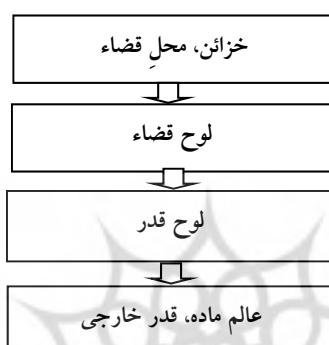 خزائن، محلِ قضاء
لوح قضاء
لوح قدر
عالم ماده، قدر خارجی